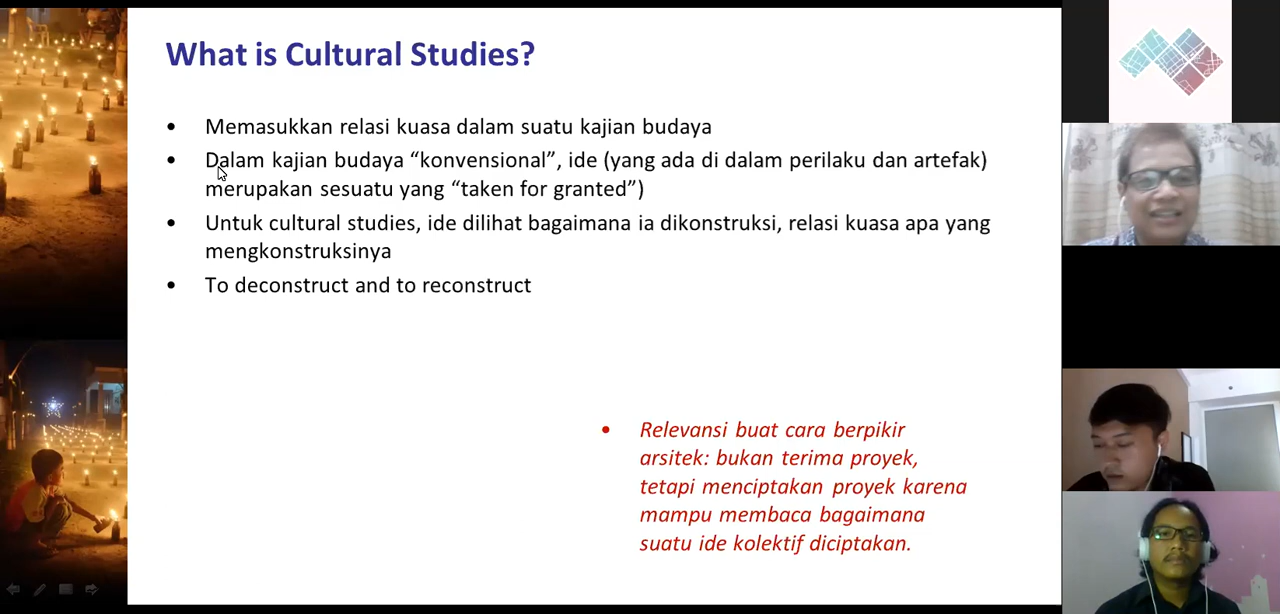 What is Cultural Studies?
• Memasukkan relasi kuasa dalam suatu kajian budaya
• Dalam kajian budaya “konvensional”, ide (yang ada di dalam perilaku dan artefak)
merupakan sesuatu yang “taken for granted”)
• Untuk cultural studies, ide dilihat bagaimana ia dikonstruksi, relasi kuasa apa yang
mengkonstruksinya
• To deconstruct and to reconstruct
• Relevansi buat cara berpikir
arsitek: bukan terima proyek,
tetapi menciptakan proyek karena
mampu membaca bagaimana
suatu ide kolektif diciptakan.